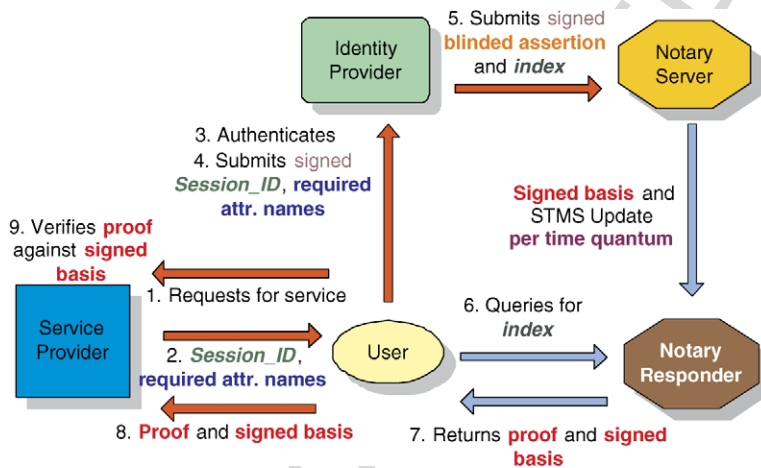 5. Submits signed
blinded assertion
and index
Identity
Provider
Notary
Server
3. Authenticates
4. Submits signed
Session_ID, required
attr. names
Signed basis and
STMS Update
per time quantum
9. Verifies proof
against signed
basis
1. Requests for service
Service
Provider
2. Session_ID,
required attr. names
User
6. Queries for
index
Notary
Responder
8. Proof and signed basis
7. Returns proof and signed
basis